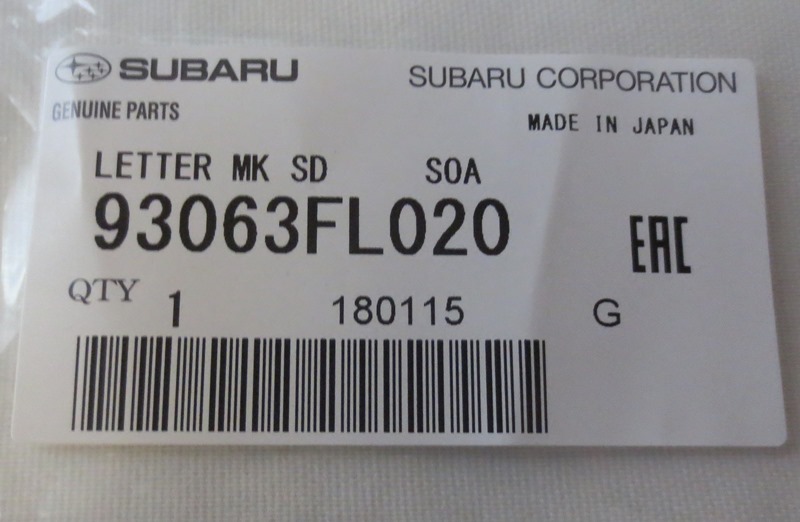 SUBARU SUBARU CORPORATION
GENUINE PARTS
MADE IN JAPAN
LETTER MK SD SOA
93063FL020
EAC
QTY 1 180115 G